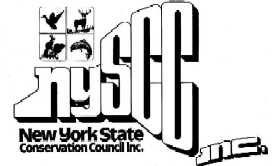 nySCC inc.
New York State
Conservation Council Inc.